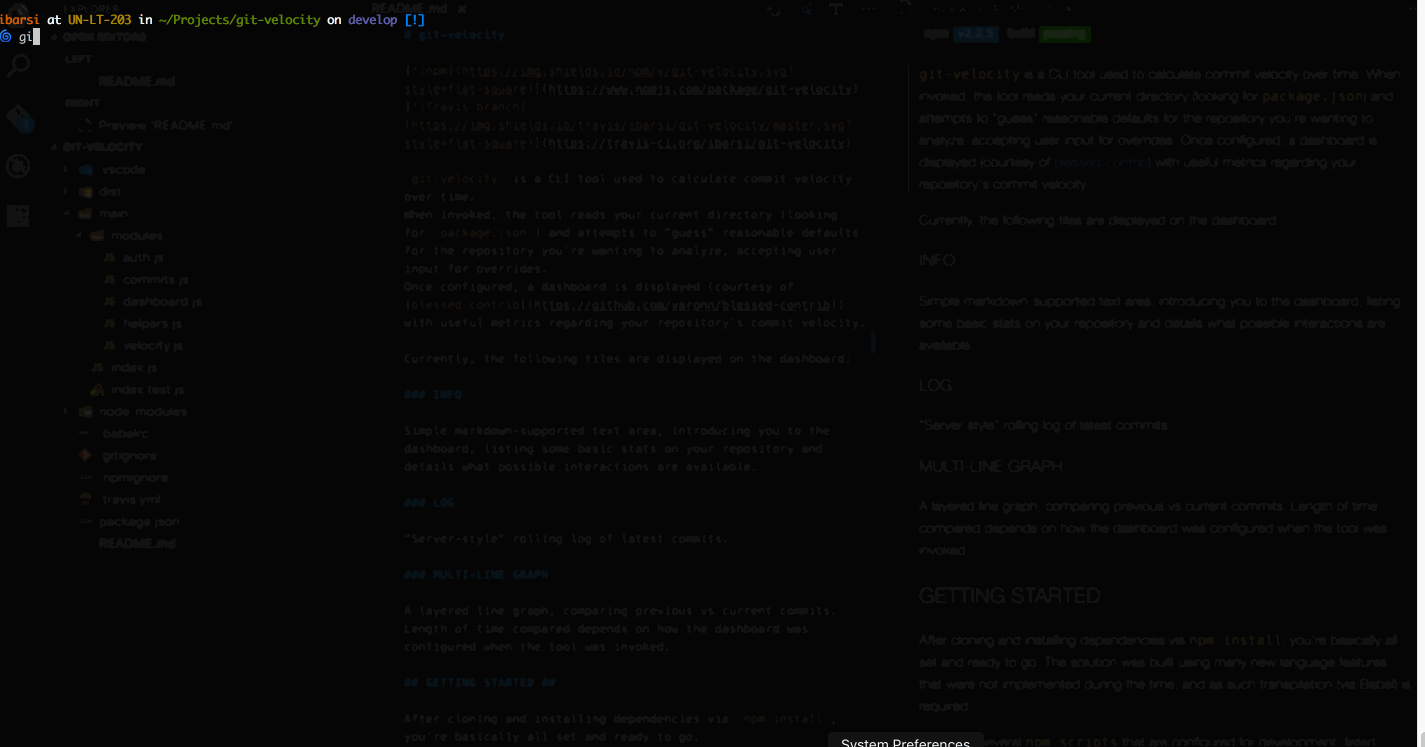 ibarsi at UN-LT-203 in ~/Projects/git-velocity on develop [!]
gi
EXPLORER
OPEN EDITORS
LEFT
README.md
RIGHT
Preview 'README.md'
GIT-VELOCITY
.vscode
dist
main
modules
JS auth.js
JS commits.js
JS dashboard.js
JS helpers.js
JS velocity.js
JS index.js
index.test.js
node_modules
.babelrc
.gitignore
.npmignore
.travis.yml
package.json
README.md
README.md
# git-velocity
[![npm](https://img.shields.io/npm/v/git-velocity.svg?
style=flat-square)](https://www.npmjs.com/package/git-velocity)
[![Travis branch]
(https://img.shields.io/travis/ibarsi/git-velocity/master.svg?
style=flat-square)](https://travis-ci.org/ibarsi/git-velocity)
`git-velocity` is a CLI tool used to calculate commit velocity
over time.
When invoked, the tool reads your current directory (looking
for `package.json`) and attempts to "guess" reasonable defaults
for the repository you're wanting to analyze, accepting user
input for overrides.
Once configured, a dashboard is displayed (courtesy of
[blessed-contrib](https://github.com/yaronn/blessed-contrib))
with useful metrics regarding your repository's commit velocity.
Currently, the following tiles are displayed on the dashboard:
### INFO
Simple markdown-supported text area, introducing you to the
dashboard, listing some basic stats on your repository and
details what possible interactions are available.
### LOG
"Server-style" rolling log of latest commits.
### MULTI-LINE GRAPH
A layered line graph, comparing previous vs current commits.
Length of time compared depends on how the dashboard was
configured when the tool was invoked.
## GETTING STARTED ##
After cloning and installing dependencies via `npm install`,
you're basically all set and ready to go.
npm v2.2.5 build passing
git-velocity is a CLI tool used to calculate commit velocity over time. When
invoked, the tool reads your current directory (looking for package.json) and
attempts to "guess" reasonable defaults for the repository you're wanting to
analyze, accepting user input for overrides. Once configured, a dashboard is
displayed (courtesy of blessed-contrib) with useful metrics regarding your
repository's commit velocity.
Currently, the following tiles are displayed on the dashboard:
INFO
Simple markdown-supported text area, introducing you to the dashboard, listing
some basic stats on your repository and details what possible interactions are
available.
LOG
"Server-style" rolling log of latest commits.
MULTI-LINE GRAPH
A layered line graph, comparing previous vs current commits. Length of time
compared depends on how the dashboard was configured when the tool was
invoked.
GETTING STARTED
After cloning and installing dependencies via npm install, you're basically all
set and ready to go. The solution was built using many new language features
that were not implemented during the time, and as such transpilation (via Babel) is
required.
several npm scripts that are configured for development, listed
System Preferences